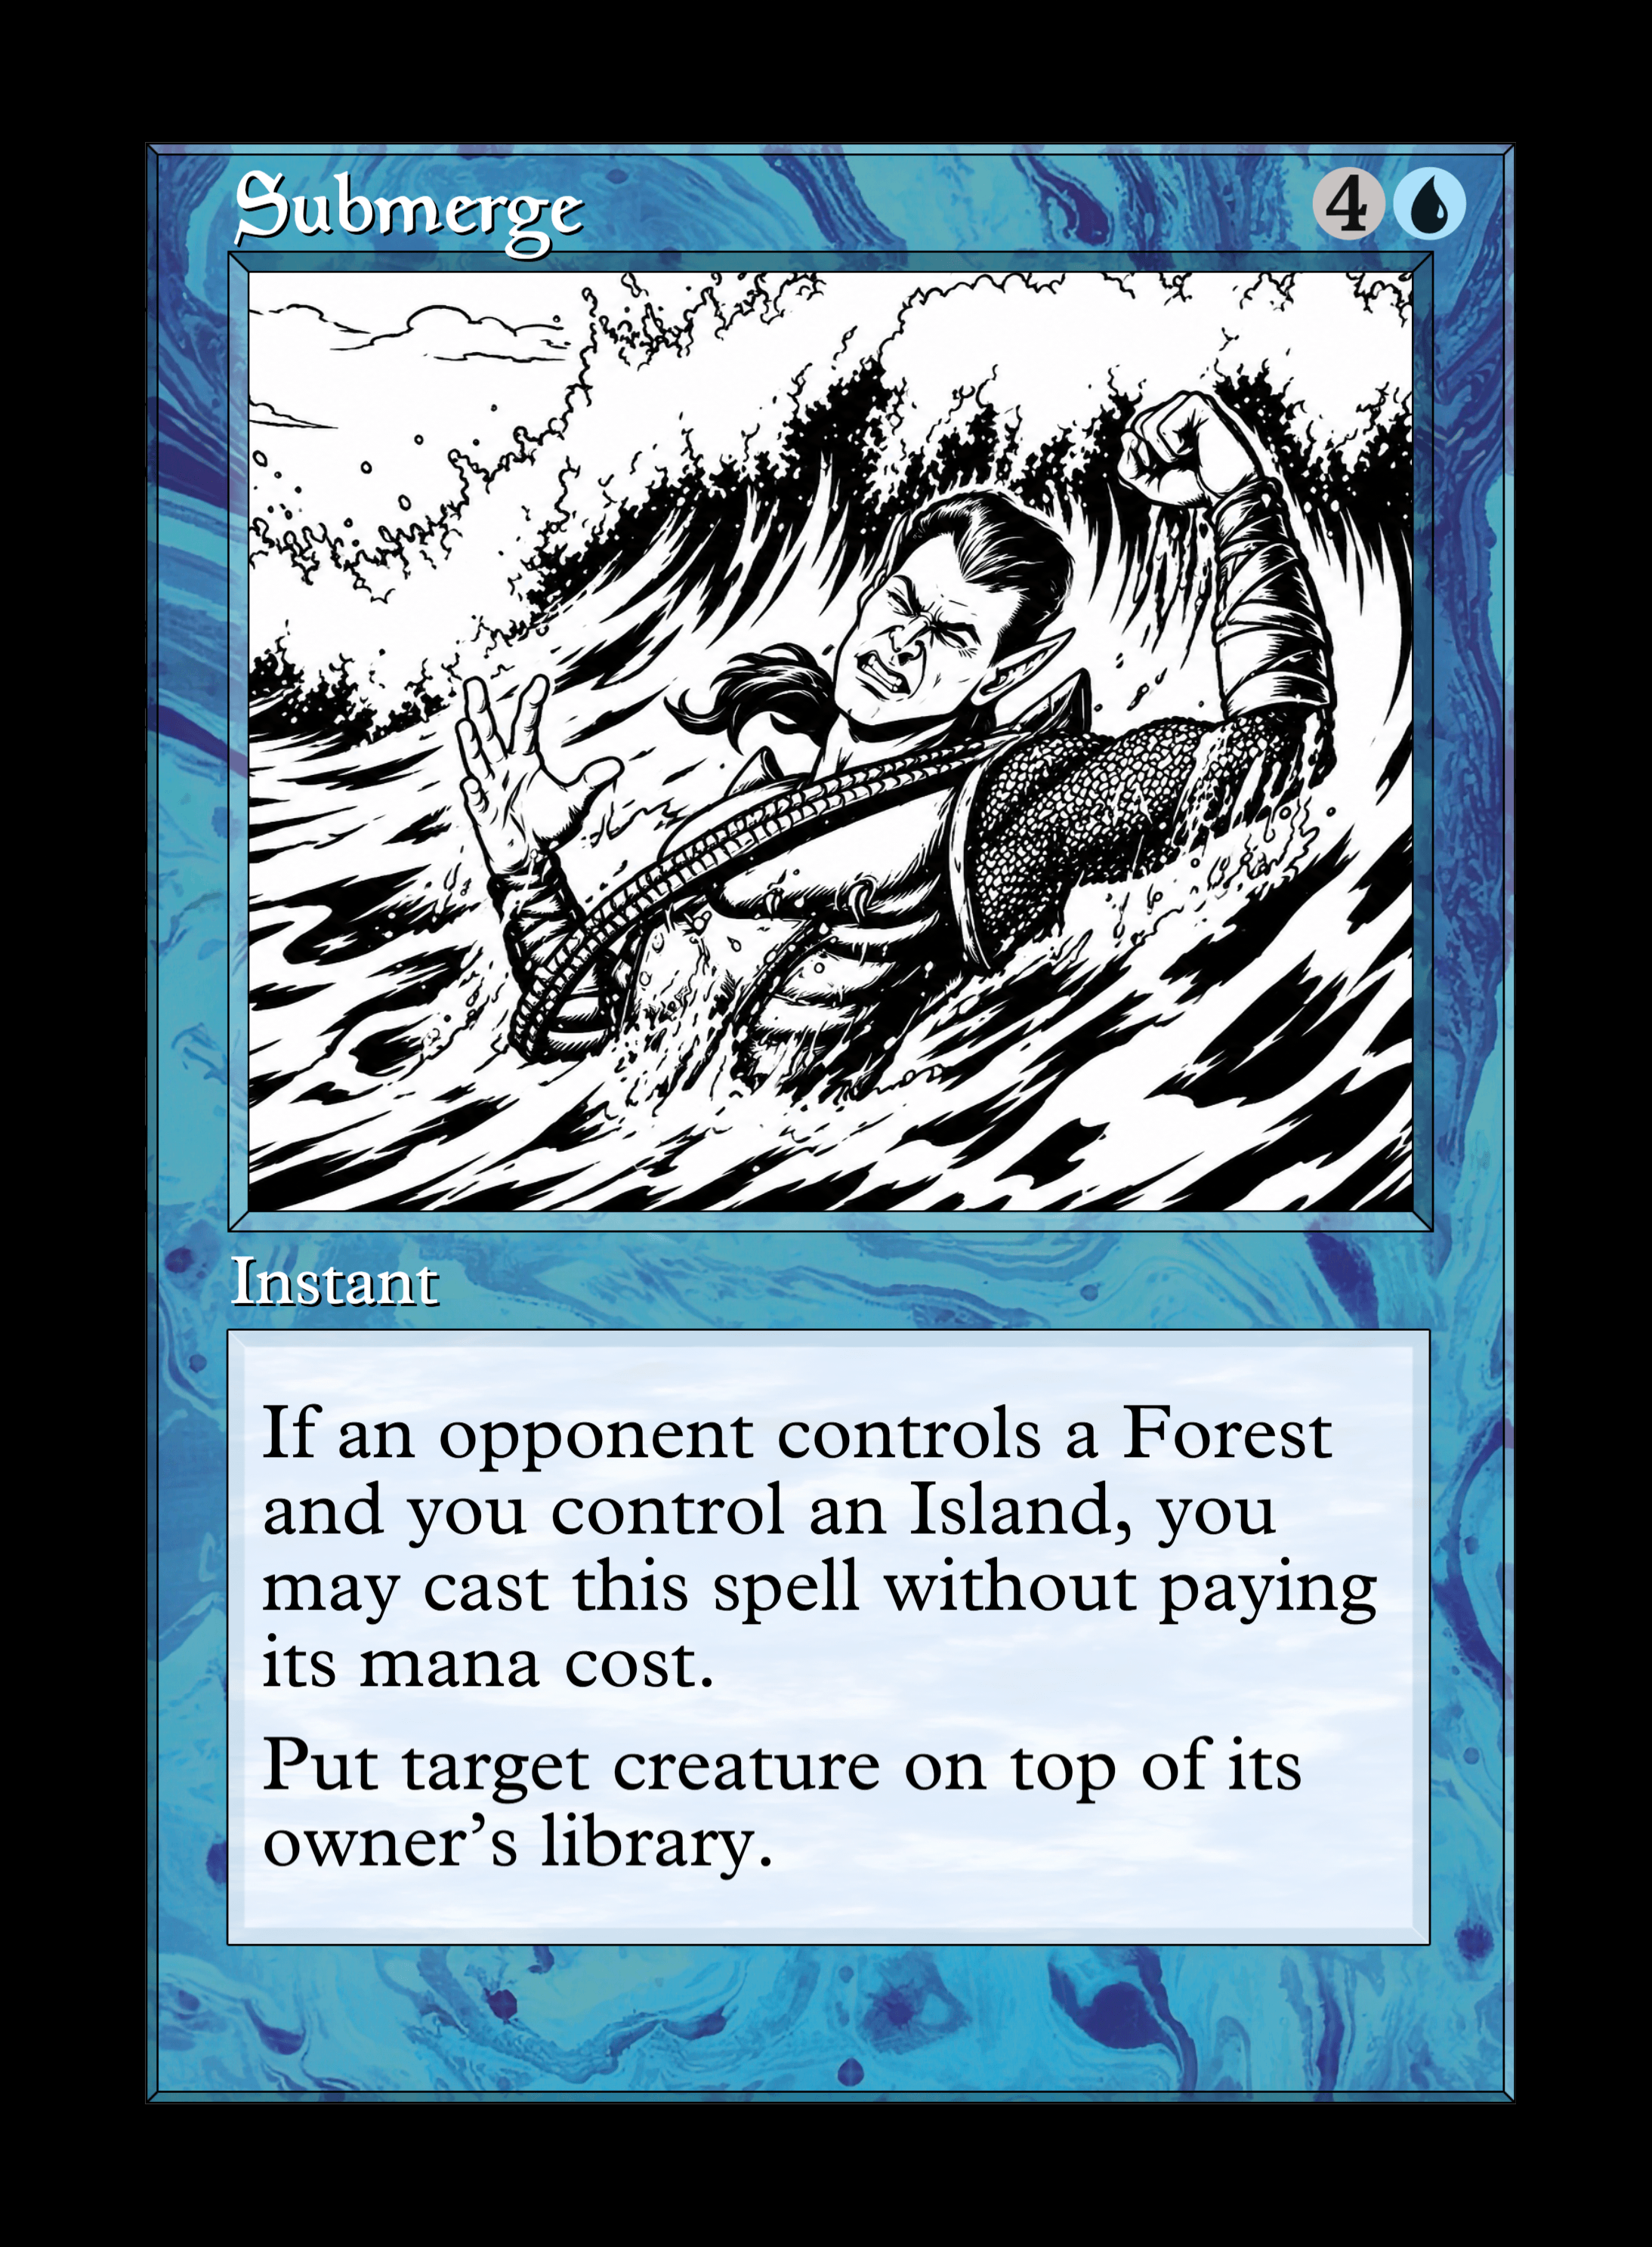 Submerge 4
Instant
If an opponent controls a Forest
and you control an Island, you
may cast this spell without paying
its mana cost.
Put target creature on top of its
owner’s library.